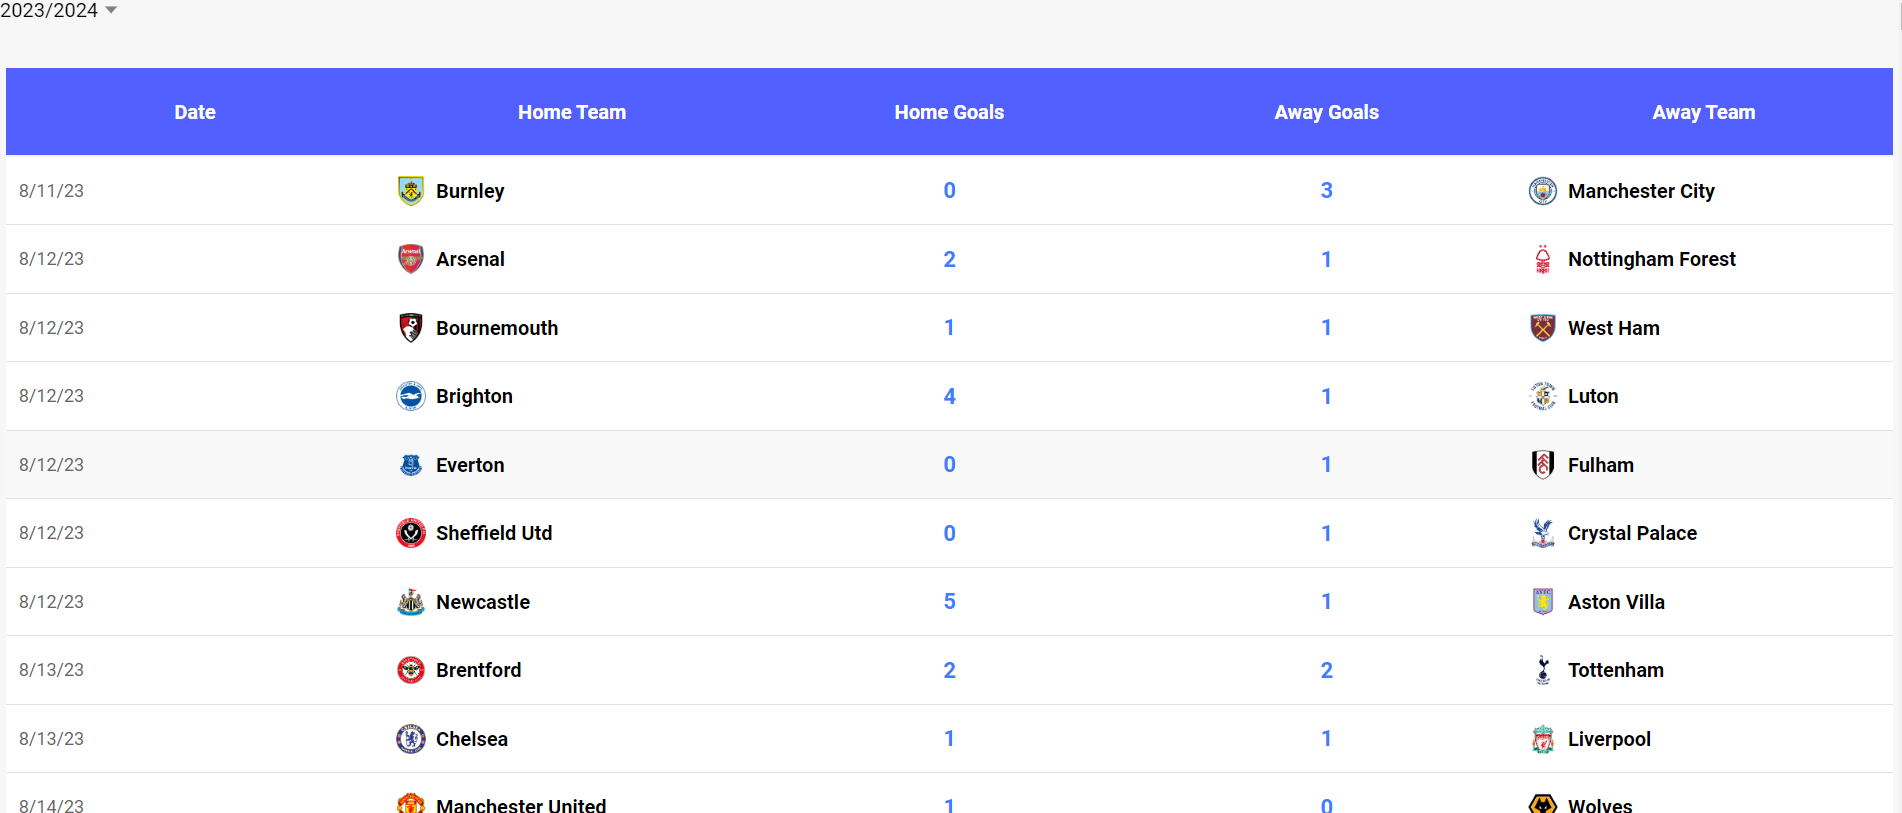 2023/2024
Date Home Team Home Goals Away Goals Away Team
8/11/23 Burnley 0 3 Manchester City
8/12/23 Arsenal 2 1 Nottingham Forest
8/12/23 Bournemouth 1 1 West Ham
8/12/23 Brighton 4 1 Luton
8/12/23 Everton 0 1 Fulham
8/12/23 Sheffield Utd 0 1 Crystal Palace
8/12/23 Newcastle 5 1 Aston Villa
8/13/23 Brentford 2 2 Tottenham
8/13/23 Chelsea 1 1 Liverpool
8/14/23 Manchester United 1 0 Wolves